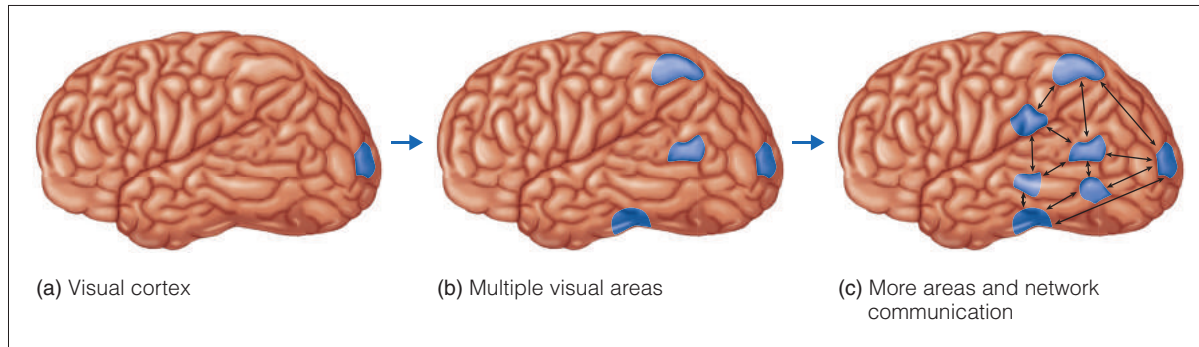 (a) Visual cortex
(b) Multiple visual areas
(c) More areas and network
communication